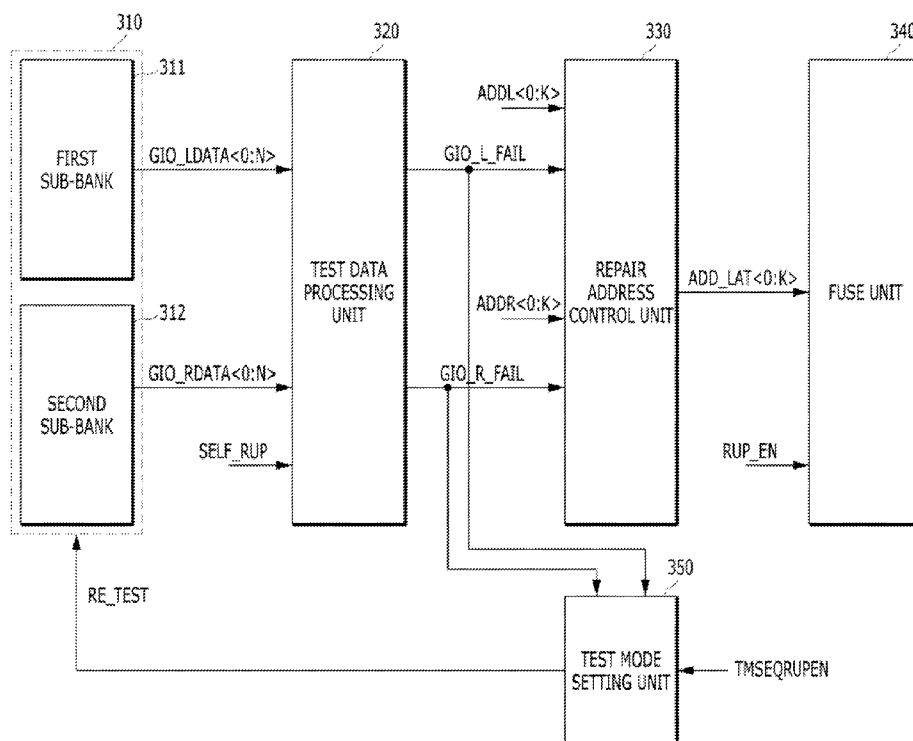 310
320
330
340
311
FIRST
SUB-BANK
GIO_LDATA<0:N>
312
SECOND
SUB-BANK
GIO_RDATA<0:N>
SELF_RUP
TEST DATA
PROCESSING
UNIT
GIO_L_FAIL
GIO_R_FAIL
ADDL<0:K>
ADDR<0:K>
REPAIR
ADDRESS
CONTROL UNIT
ADD_LAT<0:K>
RUP_EN
FUSE UNIT
RE_TEST
350
TEST MODE
SETTING UNIT
TMSEQRUPEN